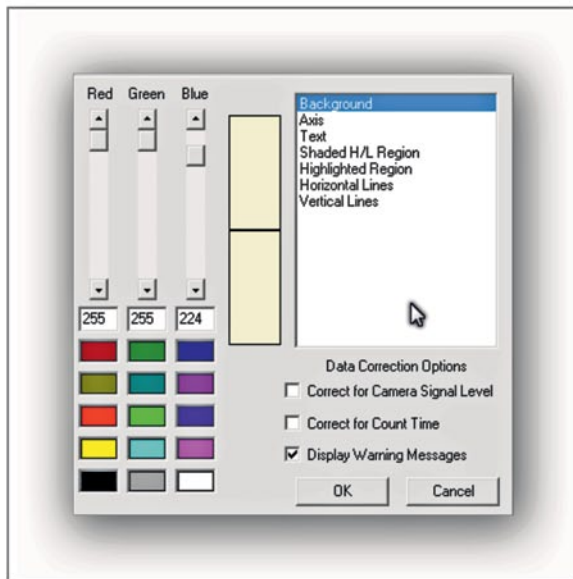 Red Green Blue
255 255 224
Background
Axis
Text
Shaded H/L Region
Highlighted Region
Horizontal Lines
Vertical Lines
Data Correction Options
Correct for Camera Signal Level
Correct for Count Time
Display Warning Messages
OK Cancel